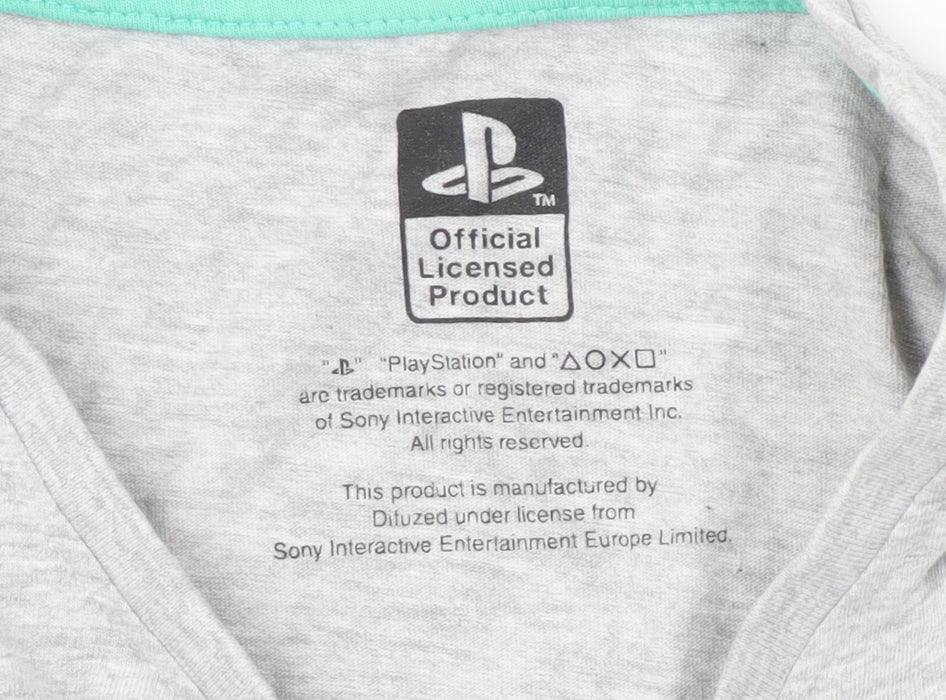 TM
Official
Licensed
Product
"" "PlayStation" and "△○✕□"
are trademarks or registered trademarks
of Sony Interactive Entertainment Inc.
All rights reserved.
This product is manufactured by
Difuzed under license from
Sony Interactive Entertainment Europe Limited.